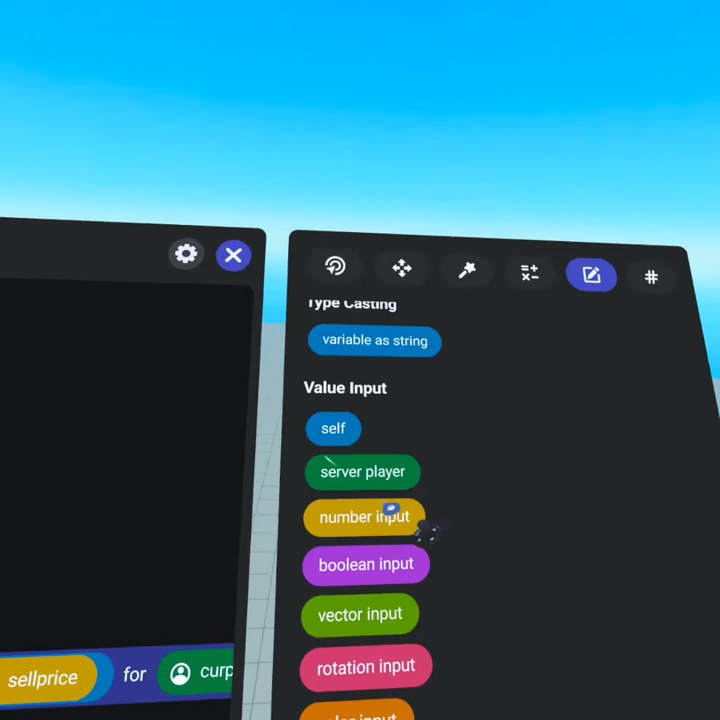 Type Casting
variable as string
Value Input
self
server player
number input
boolean input
vector input
rotation input
sellprice for curp